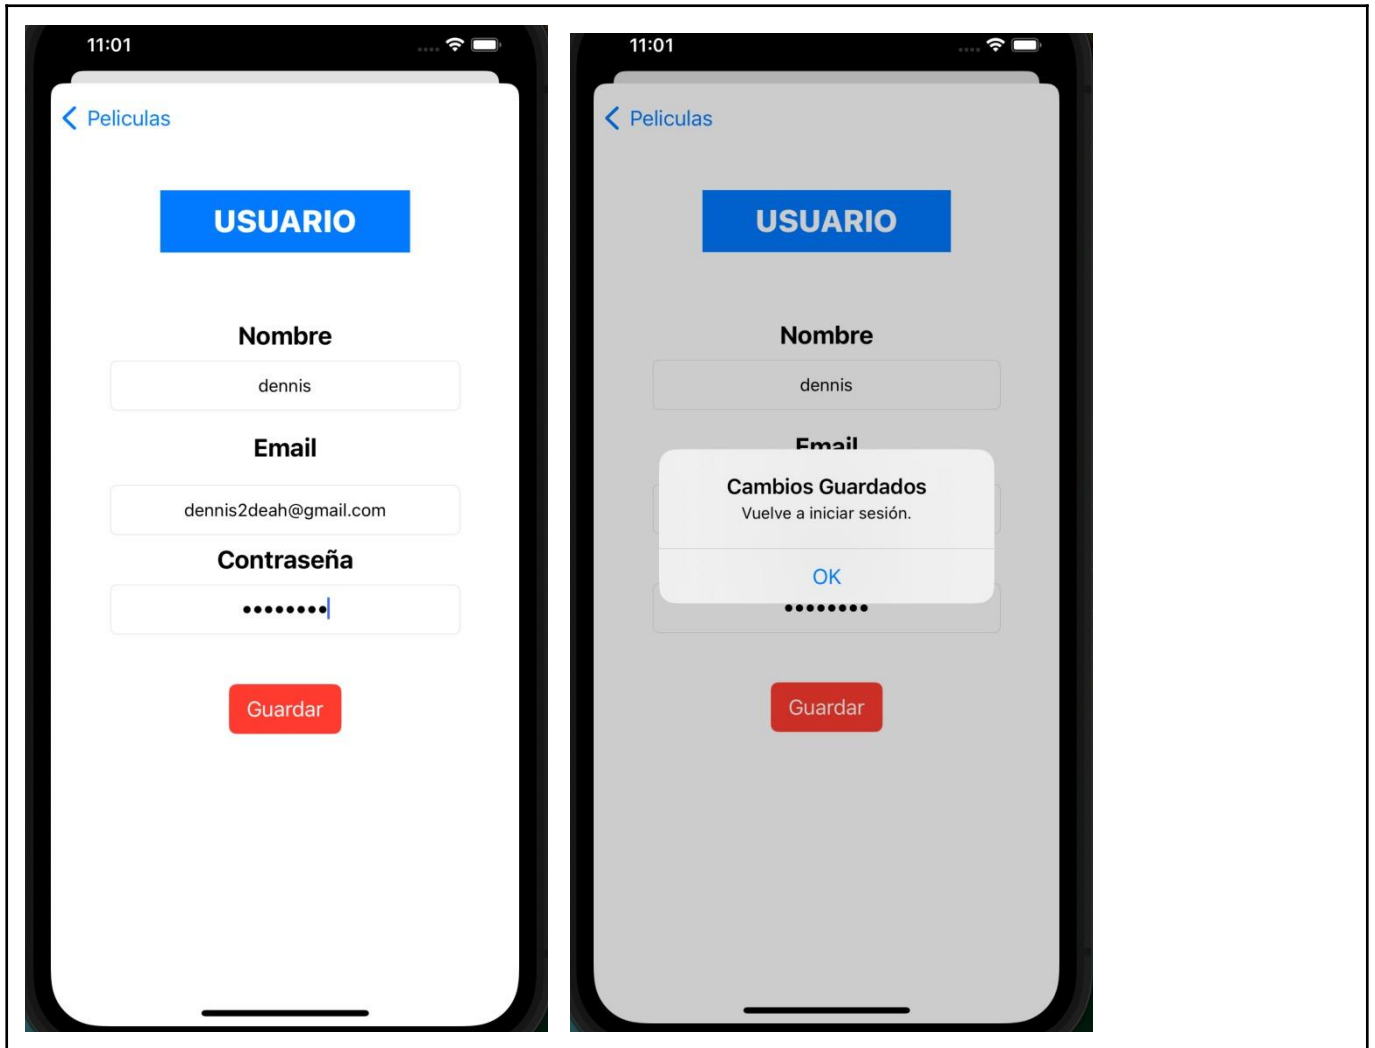 11:01
Peliculas
USUARIO
Nombre
dennis
Email
dennis2deah@gmail.com
Contraseña
••••••••
Guardar
11:01
Peliculas
USUARIO
Nombre
dennis
Email
Cambios Guardados
Vuelve a iniciar sesión.
OK
••••••••
Guardar